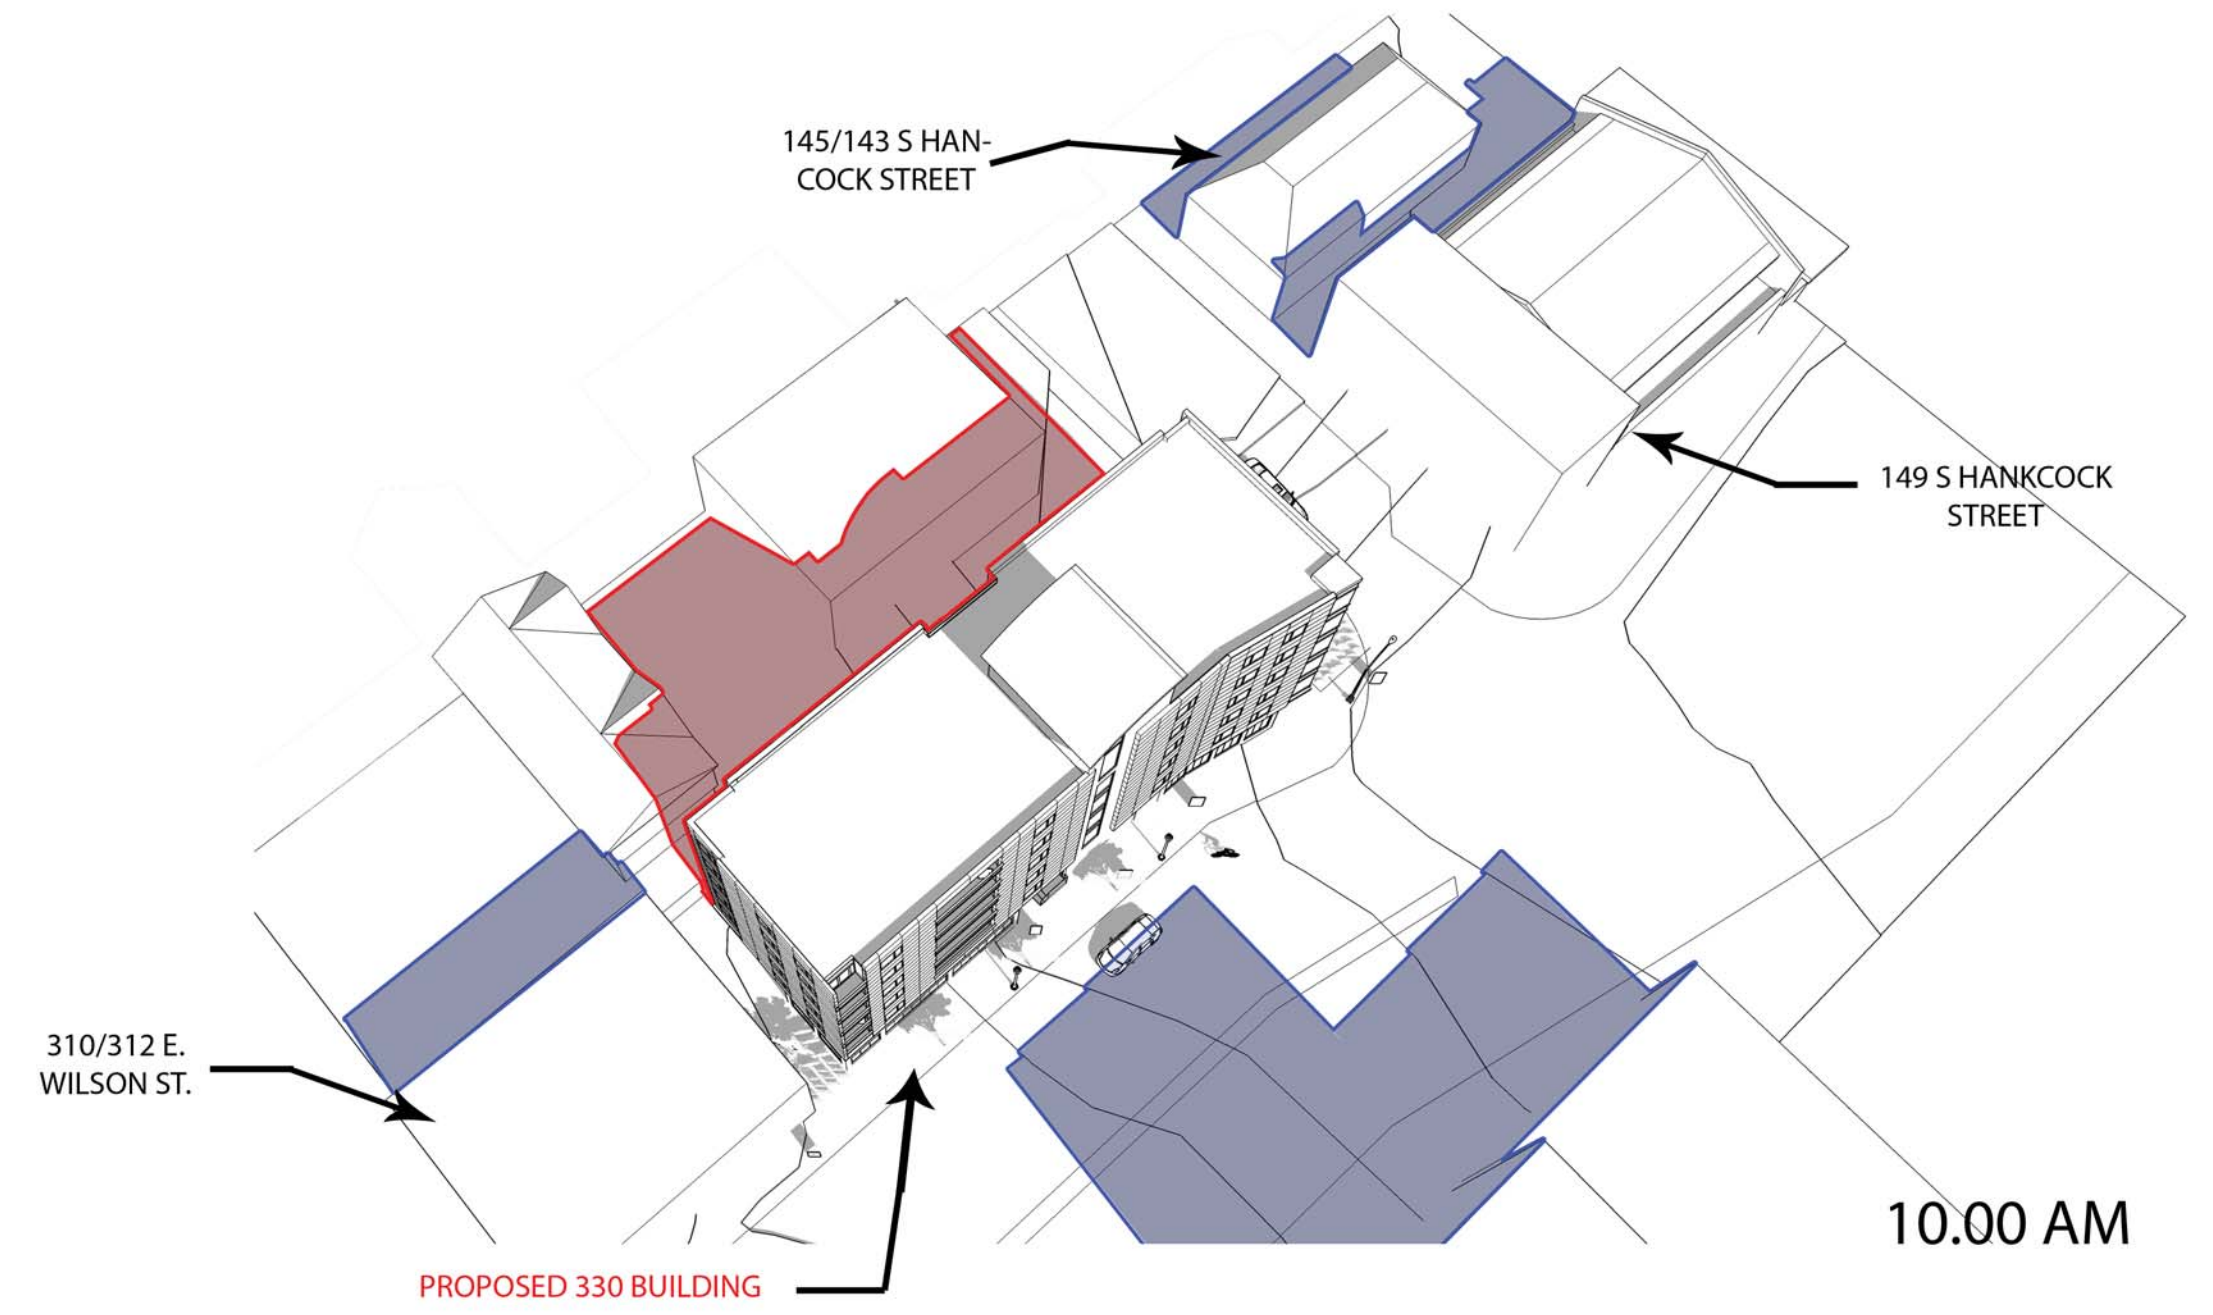 145/143 S HAN-
COCK STREET
149 S HANKCOCK
STREET
310/312 E.
WILSON ST.
10.00 AM
PROPOSED 330 BUILDING